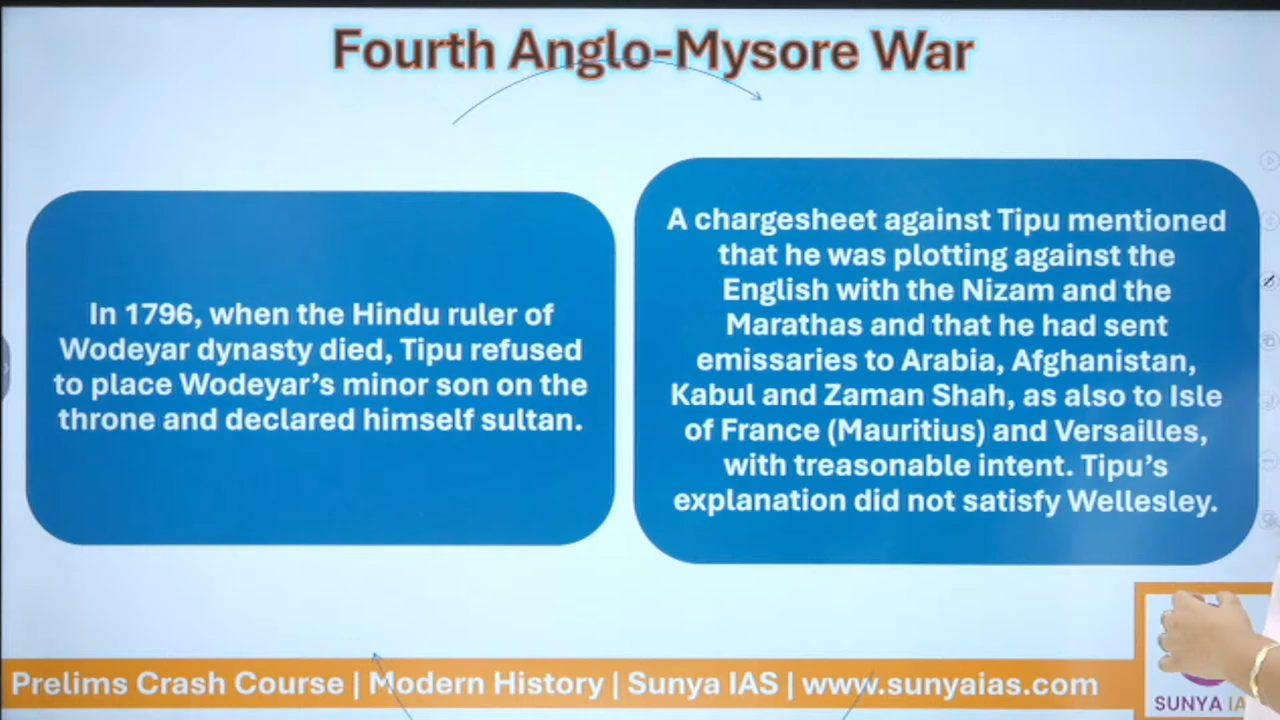 Fourth Anglo-Mysore War
In 1796, when the Hindu ruler of
Wodeyar dynasty died, Tipu refused
to place Wodeyar's minor son on the
throne and declared himself sultan.
A chargesheet against Tipu mentioned
that he was plotting against the
English with the Nizam and the
Marathas and that he had sent
emissaries to Arabia, Afghanistan,
Kabul and Zaman Shah, as also to Isle
of France (Mauritius) and Versailles,
with treasonable intent. Tipu's
explanation did not satisfy Wellesley.
Prelims Crash Course | Modern History | Sunya IAS | www.sunyaias.com
SUNYA IA